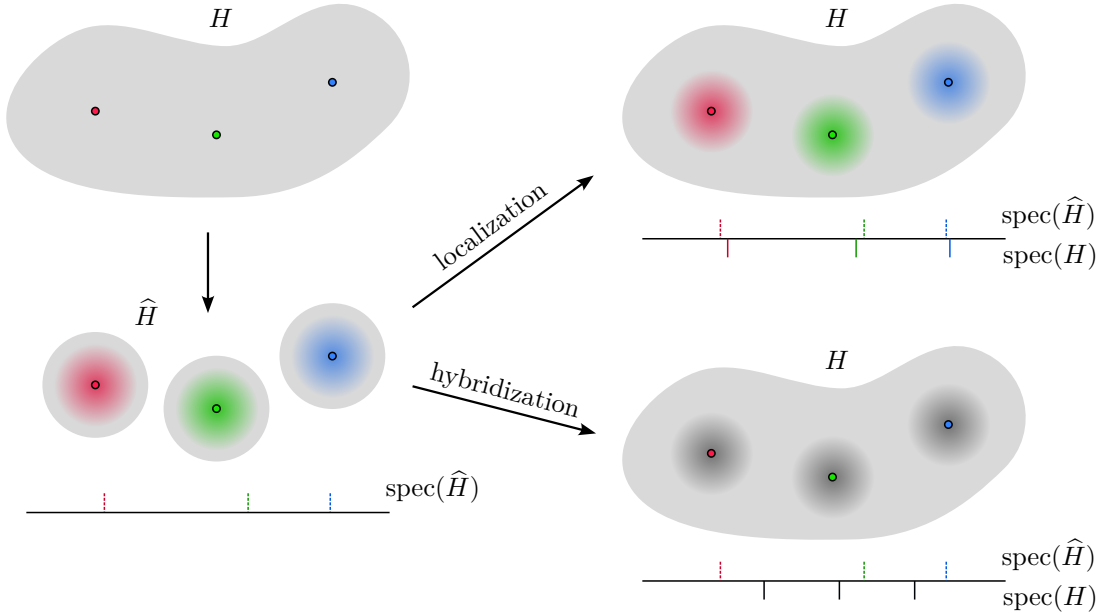 H
H
localization
spec(Ĥ)
spec(H)
Ĥ
hybridization
H
spec(Ĥ)
spec(Ĥ)
spec(H)